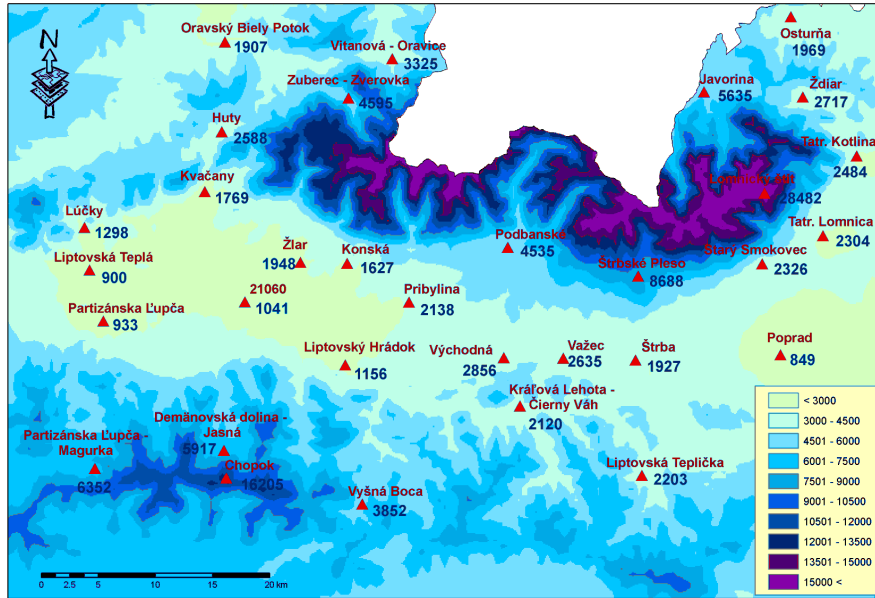 Oravský Biely Potok
1907
Vitanová - Oravice
3325
Osturňa
1969
N
Zuberec - Zverovka
4595
Javorina
5635
Ždiar
2717
Huty
2588
Tatr. Kotlina
2484
Kvačany
1769
Lomnický štít
28482
Lúčky
1298
Tatr. Lomnica
2304
Žlar
1948
Konská
1627
Podbanské
4535
Štrbské Pleso
8688
Starý Smokovec
2326
Liptovská Teplá
900
21060
1041
Pribylina
2138
Partizánska Ľupča
933
Liptovský Hrádok
1156
Východná
2856
Važec
2635
Štrba
1927
Poprad
849
Kráľová Lehota -
Čierny Váh
2120
Demänovská dolina -
Jasná
5917
Partizánska Ľupča -
Magurka
6352
Chopok
16205
Vyšná Boca
3852
Liptovská Teplička
2203
< 3000
3000 - 4500
4501 - 6000
6001 - 7500
7501 - 9000
9001 - 10500
10501 - 12000
12001 - 13500
13501 - 15000
15000 <
0 2.5 5 10 15 20 km